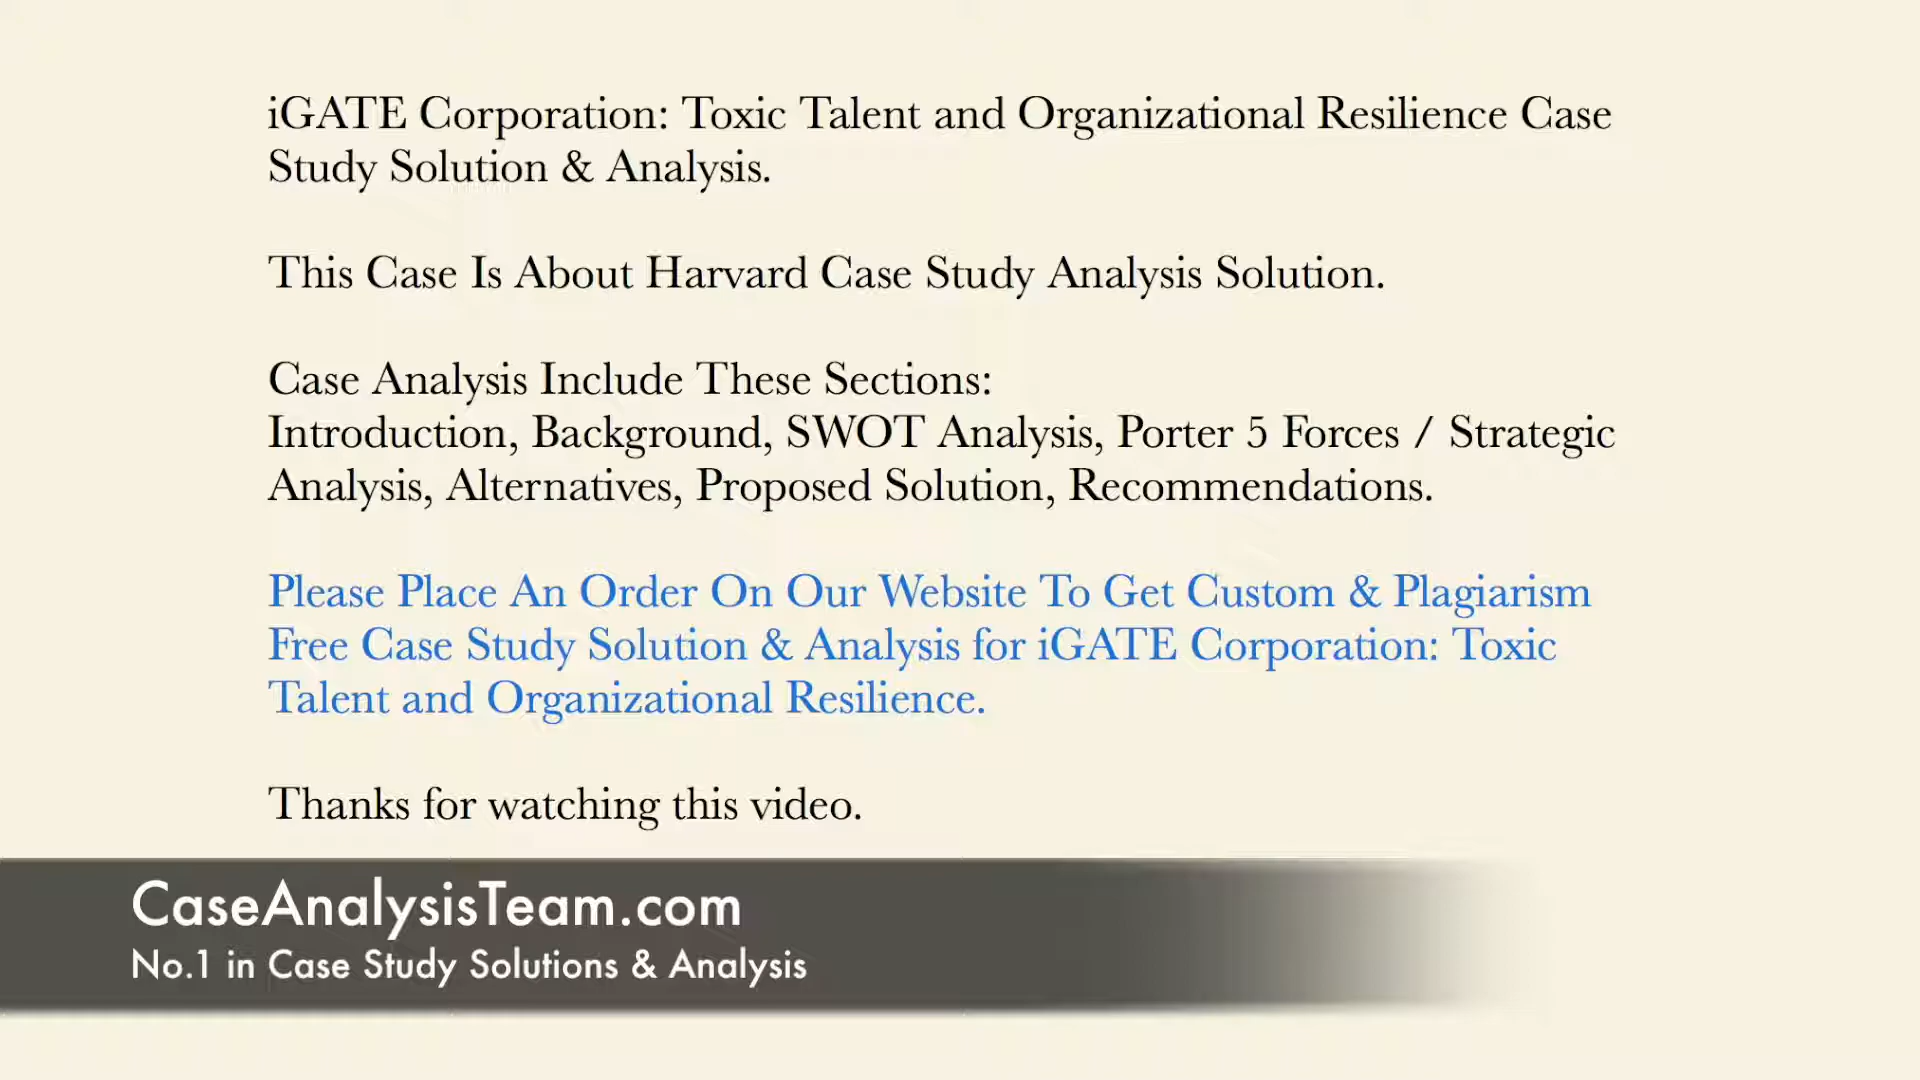 iGATE Corporation: Toxic Talent and Organizational Resilience Case
Study Solution & Analysis.
This Case Is About Harvard Case Study Analysis Solution.
Case Analysis Include These Sections:
Introduction, Background, SWOT Analysis, Porter 5 Forces / Strategic
Analysis, Alternatives, Proposed Solution, Recommendations.
Please Place An Order On Our Website To Get Custom & Plagiarism
Free Case Study Solution & Analysis for iGATE Corporation: Toxic
Talent and Organizational Resilience.
Thanks for watching this video.
CaseAnalysisTeam.com
No.1 in Case Study Solutions & Analysis